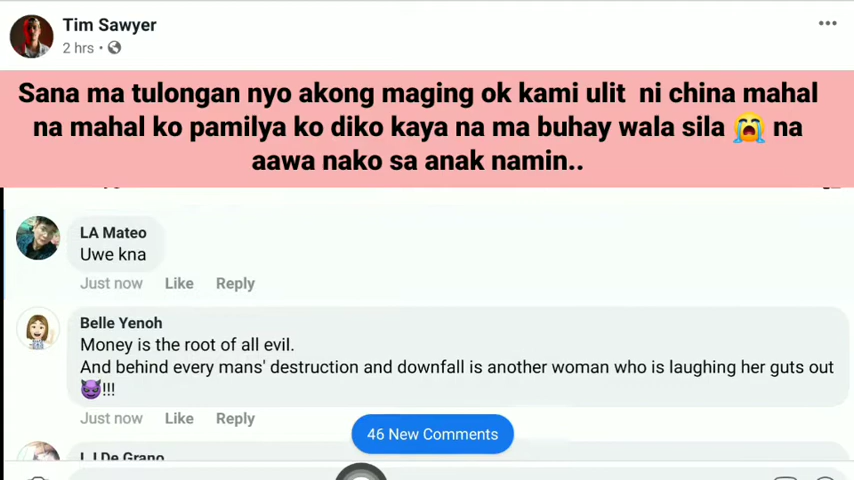 Tim Sawyer
2 hrs
Sana ma tulongan nyo akong maging ok kami ulit ni china mahal
na mahal ko pamilya ko diko kaya na ma buhay wala sila 😭 na
aawa nako sa anak namin..
LA Mateo
Uwe kna
Just now Like Reply
Belle Yenoh
Money is the root of all evil.
And behind every mans' destruction and downfall is another woman who is laughing her guts out
😈!!!
Just now Like Reply
46 New Comments
De Grano